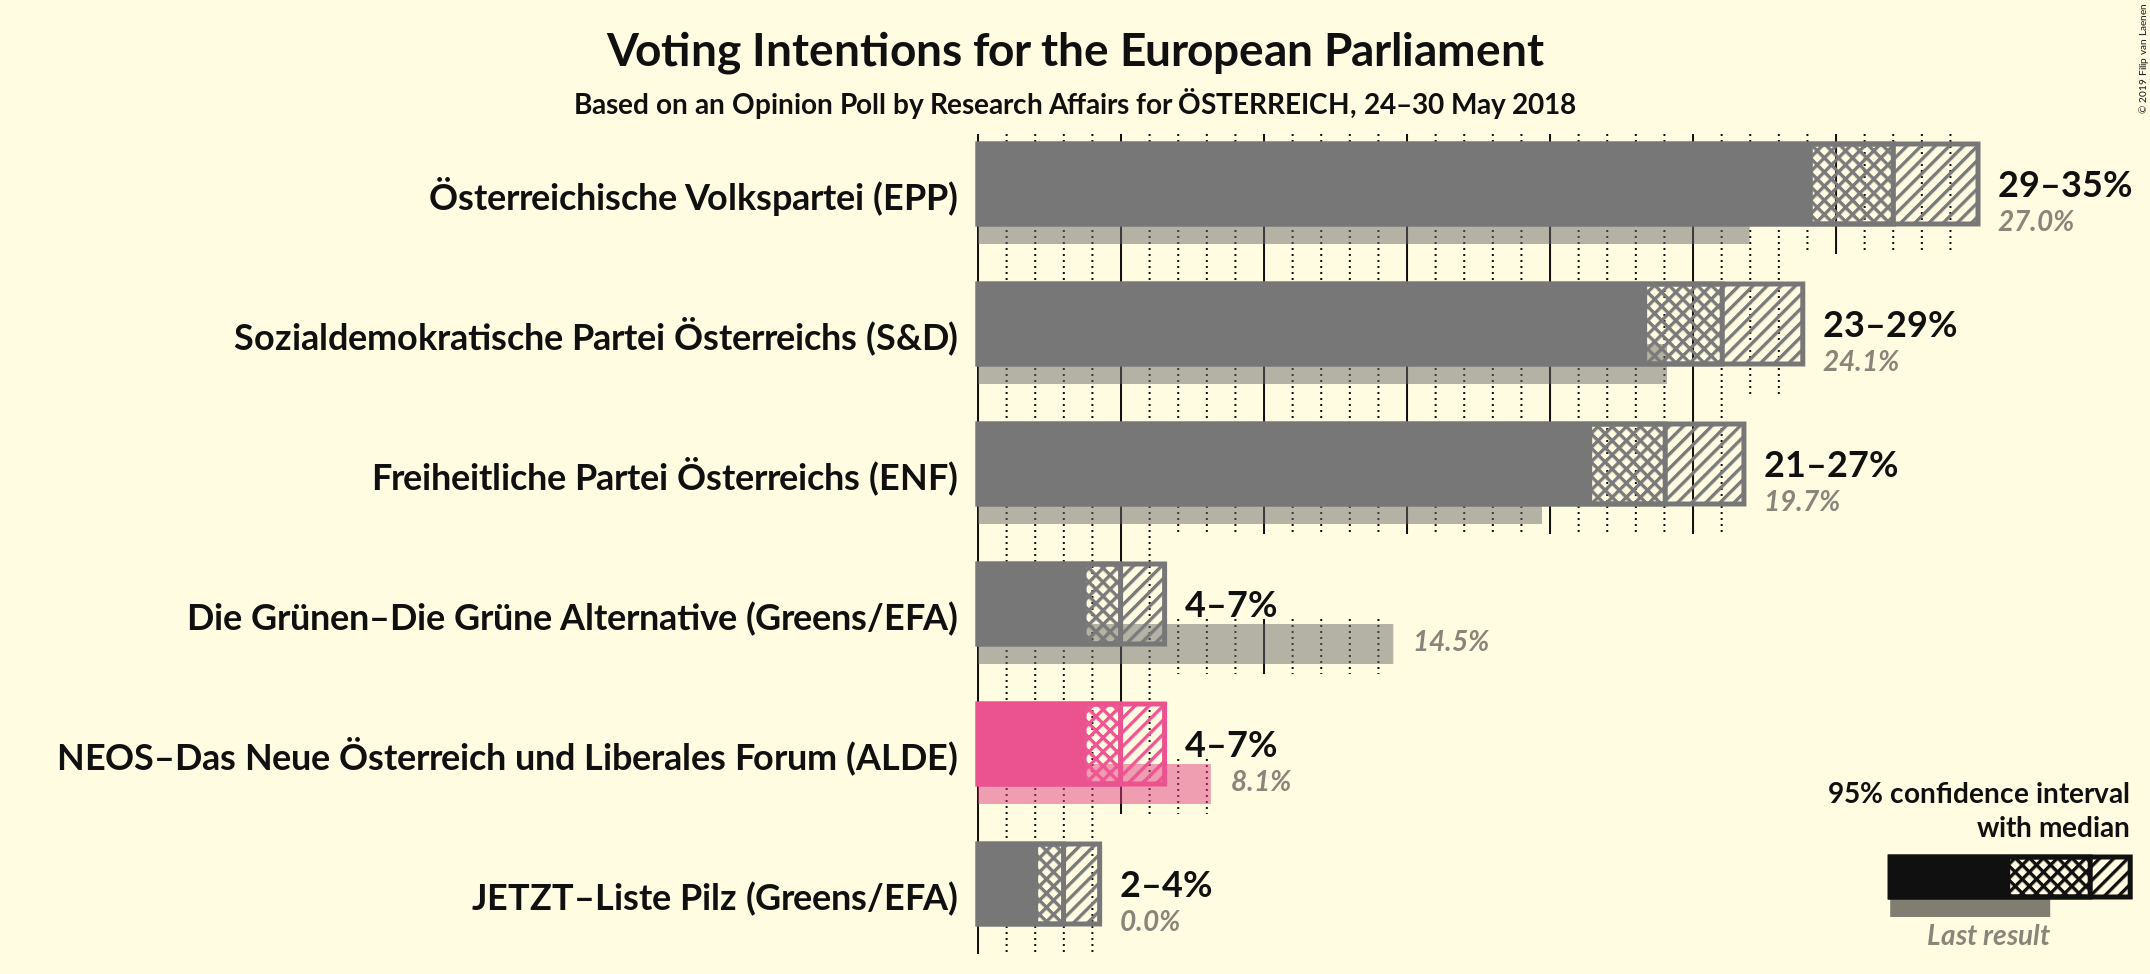 Voting Intentions for the European Parliament
Based on an Opinion Poll by Research Affairs for ÖSTERREICH, 24–30 May 2018
© 2019 Filip van Laenen
Österreichische Volkspartei (EPP)
29–35%
27.0%
Sozialdemokratische Partei Österreichs (S&D)
23–29%
24.1%
Freiheitliche Partei Österreichs (ENF)
21–27%
19.7%
Die Grünen–Die Grüne Alternative (Greens/EFA)
4–7%
14.5%
NEOS–Das Neue Österreich und Liberales Forum (ALDE)
4–7%
8.1%
JETZT–Liste Pilz (Greens/EFA)
2–4%
0.0%
95% confidence interval
with median
Last result